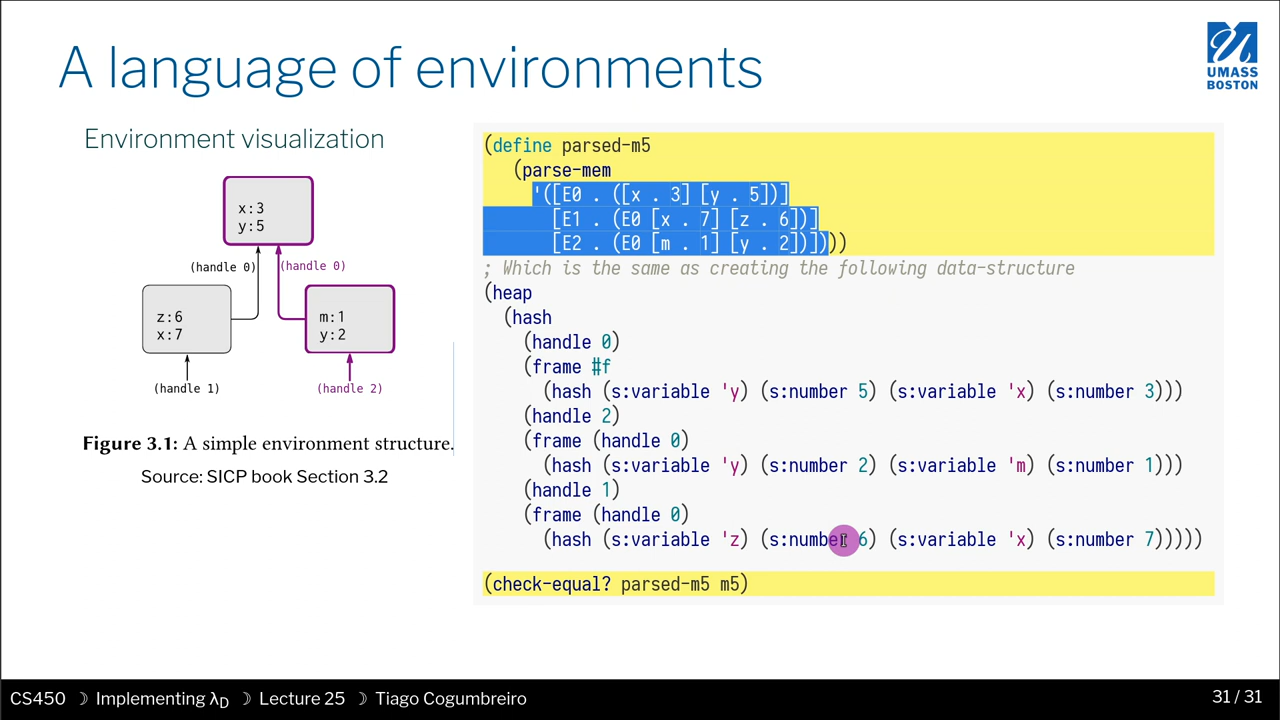 A language of environments
UMASS
BOSTON
Environment visualization
x:3
y:5
(handle 0)
(handle 0)
z:6
x:7
m:1
y:2
(handle 1)
(handle 2)
Figure 3.1: A simple environment structure.
Source: SICP book Section 3.2
(define parsed-m5
(parse-mem
'([E0 . ([x . 3] [y . 5])]
[E1 . (E0 [x . 7] [z . 6])]
[E2 . (E0 [m . 1] [y . 2])])))
; Which is the same as creating the following data-structure
(heap
(hash
(handle 0)
(frame #f
(hash (s:variable 'y) (s:number 5) (s:variable 'x) (s:number 3)))
(handle 2)
(frame (handle 0)
(hash (s:variable 'y) (s:number 2) (s:variable 'm) (s:number 1)))
(handle 1)
(frame (handle 0)
(hash (s:variable 'z) (s:number 6) (s:variable 'x) (s:number 7)))))
(check-equal? parsed-m5 m5)
CS450 ☽ Implementing λD ☽ Lecture 25 ☽ Tiago Cogumbreiro
31 / 31